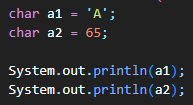 char a1 = 'A';
char a2 = 65;
System.out.println(a1);
System.out.println(a2);